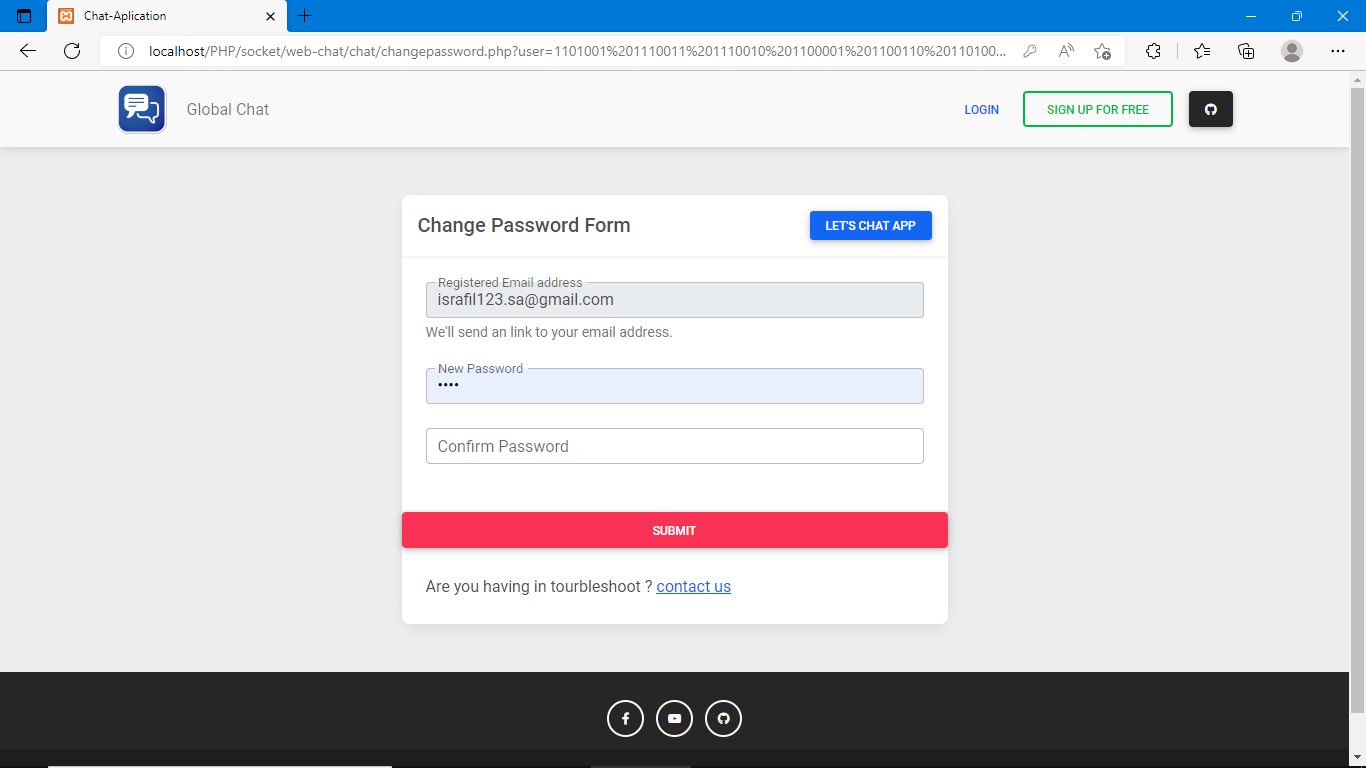 Chat-Aplication
localhost/PHP/socket/web-chat/chat/changepassword.php?user=1101001%201110011%201110010%201100001%201100110%20110100...
Global Chat
LOGIN
SIGN UP FOR FREE
Change Password Form
LET'S CHAT APP
Registered Email address
israfil123.sa@gmail.com
We'll send an link to your email address.
New Password
••••
Confirm Password
SUBMIT
Are you having in tourbleshoot ? contact us